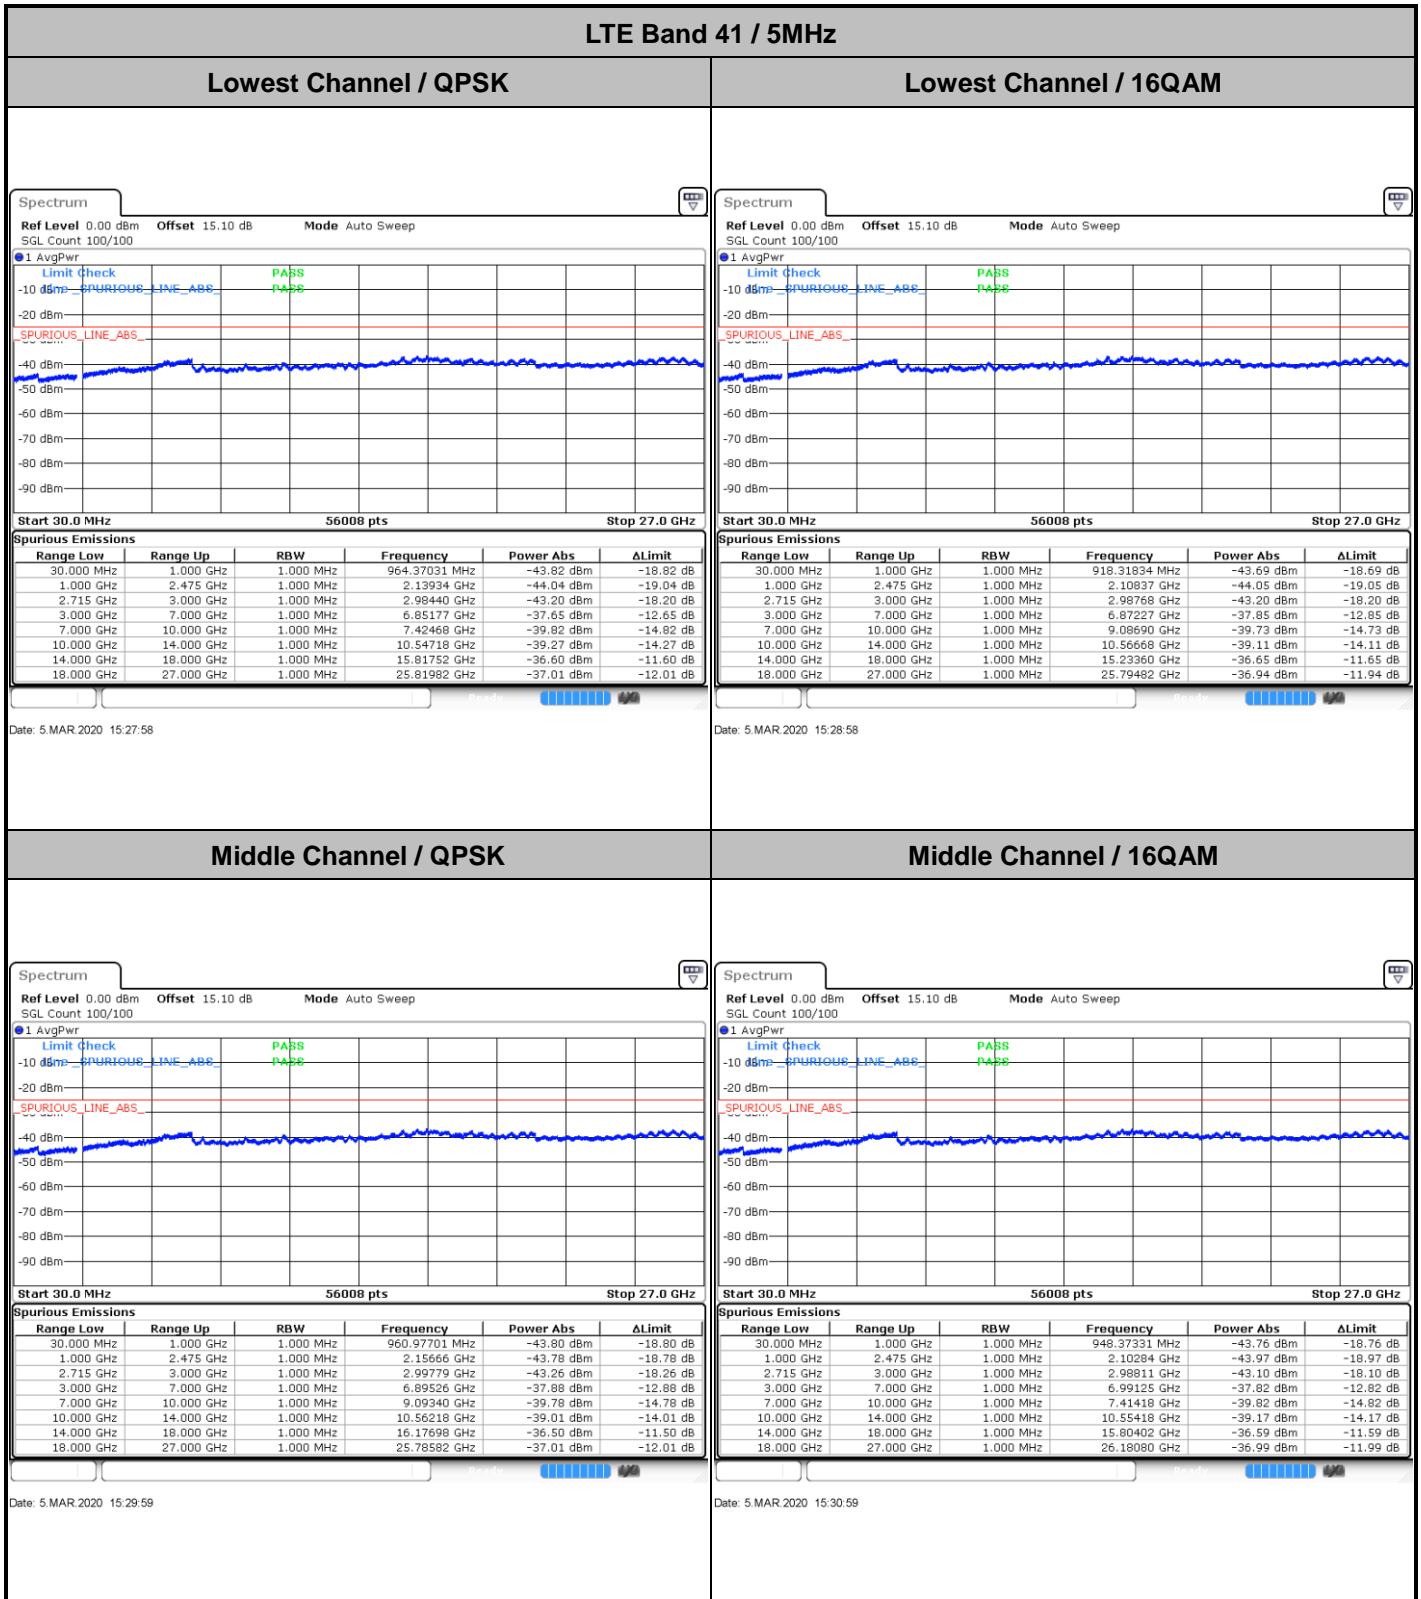 LTE Band 41 / 5MHz
Lowest Channel / QPSK
Lowest Channel / 16QAM
Spectrum
Ref Level 0.00 dBm Offset 15.10 dB Mode Auto Sweep
SGL Count 100/100
1 AvgPwr
Limit Check PASS
-10 dBm Line _SPURIOUS_LINE_ABS_ PASS
-20 dBm
_SPURIOUS_LINE_ABS_
-40 dBm
-50 dBm
-60 dBm
-70 dBm
-80 dBm
-90 dBm
Start 30.0 MHz 56008 pts Stop 27.0 GHz
Spurious Emissions
Range Low Range Up RBW Frequency Power Abs ΔLimit
30.000 MHz 1.000 GHz 1.000 MHz 964.37031 MHz -43.82 dBm -18.82 dB
1.000 GHz 2.475 GHz 1.000 MHz 2.13934 GHz -44.04 dBm -19.04 dB
2.715 GHz 3.000 GHz 1.000 MHz 2.98440 GHz -43.20 dBm -18.20 dB
3.000 GHz 7.000 GHz 1.000 MHz 6.85177 GHz -37.65 dBm -12.65 dB
7.000 GHz 10.000 GHz 1.000 MHz 7.42468 GHz -39.82 dBm -14.82 dB
10.000 GHz 14.000 GHz 1.000 MHz 10.54718 GHz -39.27 dBm -14.27 dB
14.000 GHz 18.000 GHz 1.000 MHz 15.81752 GHz -36.60 dBm -11.60 dB
18.000 GHz 27.000 GHz 1.000 MHz 25.81982 GHz -37.01 dBm -12.01 dB
Date: 5.MAR.2020 15:27:58
Spectrum
Ref Level 0.00 dBm Offset 15.10 dB Mode Auto Sweep
SGL Count 100/100
1 AvgPwr
Limit Check PASS
-10 dBm Line _SPURIOUS_LINE_ABS_ PASS
-20 dBm
_SPURIOUS_LINE_ABS_
-40 dBm
-50 dBm
-60 dBm
-70 dBm
-80 dBm
-90 dBm
Start 30.0 MHz 56008 pts Stop 27.0 GHz
Spurious Emissions
Range Low Range Up RBW Frequency Power Abs ΔLimit
30.000 MHz 1.000 GHz 1.000 MHz 918.31834 MHz -43.69 dBm -18.69 dB
1.000 GHz 2.475 GHz 1.000 MHz 2.10837 GHz -44.05 dBm -19.05 dB
2.715 GHz 3.000 GHz 1.000 MHz 2.98768 GHz -43.20 dBm -18.20 dB
3.000 GHz 7.000 GHz 1.000 MHz 6.87227 GHz -37.85 dBm -12.85 dB
7.000 GHz 10.000 GHz 1.000 MHz 9.08690 GHz -39.73 dBm -14.73 dB
10.000 GHz 14.000 GHz 1.000 MHz 10.56668 GHz -39.11 dBm -14.11 dB
14.000 GHz 18.000 GHz 1.000 MHz 15.23360 GHz -36.65 dBm -11.65 dB
18.000 GHz 27.000 GHz 1.000 MHz 25.79482 GHz -36.94 dBm -11.94 dB
Date: 5.MAR.2020 15:28:58
Middle Channel / QPSK
Middle Channel / 16QAM
Spectrum
Ref Level 0.00 dBm Offset 15.10 dB Mode Auto Sweep
SGL Count 100/100
1 AvgPwr
Limit Check PASS
-10 dBm Line _SPURIOUS_LINE_ABS_ PASS
-20 dBm
_SPURIOUS_LINE_ABS_
-40 dBm
-50 dBm
-60 dBm
-70 dBm
-80 dBm
-90 dBm
Start 30.0 MHz 56008 pts Stop 27.0 GHz
Spurious Emissions
Range Low Range Up RBW Frequency Power Abs ΔLimit
30.000 MHz 1.000 GHz 1.000 MHz 960.97701 MHz -43.80 dBm -18.80 dB
1.000 GHz 2.475 GHz 1.000 MHz 2.15666 GHz -43.78 dBm -18.78 dB
2.715 GHz 3.000 GHz 1.000 MHz 2.99779 GHz -43.26 dBm -18.26 dB
3.000 GHz 7.000 GHz 1.000 MHz 6.89526 GHz -37.88 dBm -12.88 dB
7.000 GHz 10.000 GHz 1.000 MHz 9.09340 GHz -39.78 dBm -14.78 dB
10.000 GHz 14.000 GHz 1.000 MHz 10.56218 GHz -39.01 dBm -14.01 dB
14.000 GHz 18.000 GHz 1.000 MHz 16.17698 GHz -36.50 dBm -11.50 dB
18.000 GHz 27.000 GHz 1.000 MHz 25.78582 GHz -37.01 dBm -12.01 dB
Date: 5.MAR.2020 15:29:59
Spectrum
Ref Level 0.00 dBm Offset 15.10 dB Mode Auto Sweep
SGL Count 100/100
1 AvgPwr
Limit Check PASS
-10 dBm Line _SPURIOUS_LINE_ABS_ PASS
-20 dBm
_SPURIOUS_LINE_ABS_
-40 dBm
-50 dBm
-60 dBm
-70 dBm
-80 dBm
-90 dBm
Start 30.0 MHz 56008 pts Stop 27.0 GHz
Spurious Emissions
Range Low Range Up RBW Frequency Power Abs ΔLimit
30.000 MHz 1.000 GHz 1.000 MHz 948.37331 MHz -43.76 dBm -18.76 dB
1.000 GHz 2.475 GHz 1.000 MHz 2.10284 GHz -43.97 dBm -18.97 dB
2.715 GHz 3.000 GHz 1.000 MHz 2.98811 GHz -43.10 dBm -18.10 dB
3.000 GHz 7.000 GHz 1.000 MHz 6.99125 GHz -37.82 dBm -12.82 dB
7.000 GHz 10.000 GHz 1.000 MHz 7.41418 GHz -39.82 dBm -14.82 dB
10.000 GHz 14.000 GHz 1.000 MHz 10.55418 GHz -39.17 dBm -14.17 dB
14.000 GHz 18.000 GHz 1.000 MHz 15.80402 GHz -36.59 dBm -11.59 dB
18.000 GHz 27.000 GHz 1.000 MHz 26.18080 GHz -36.99 dBm -11.99 dB
Date: 5.MAR.2020 15:30:59